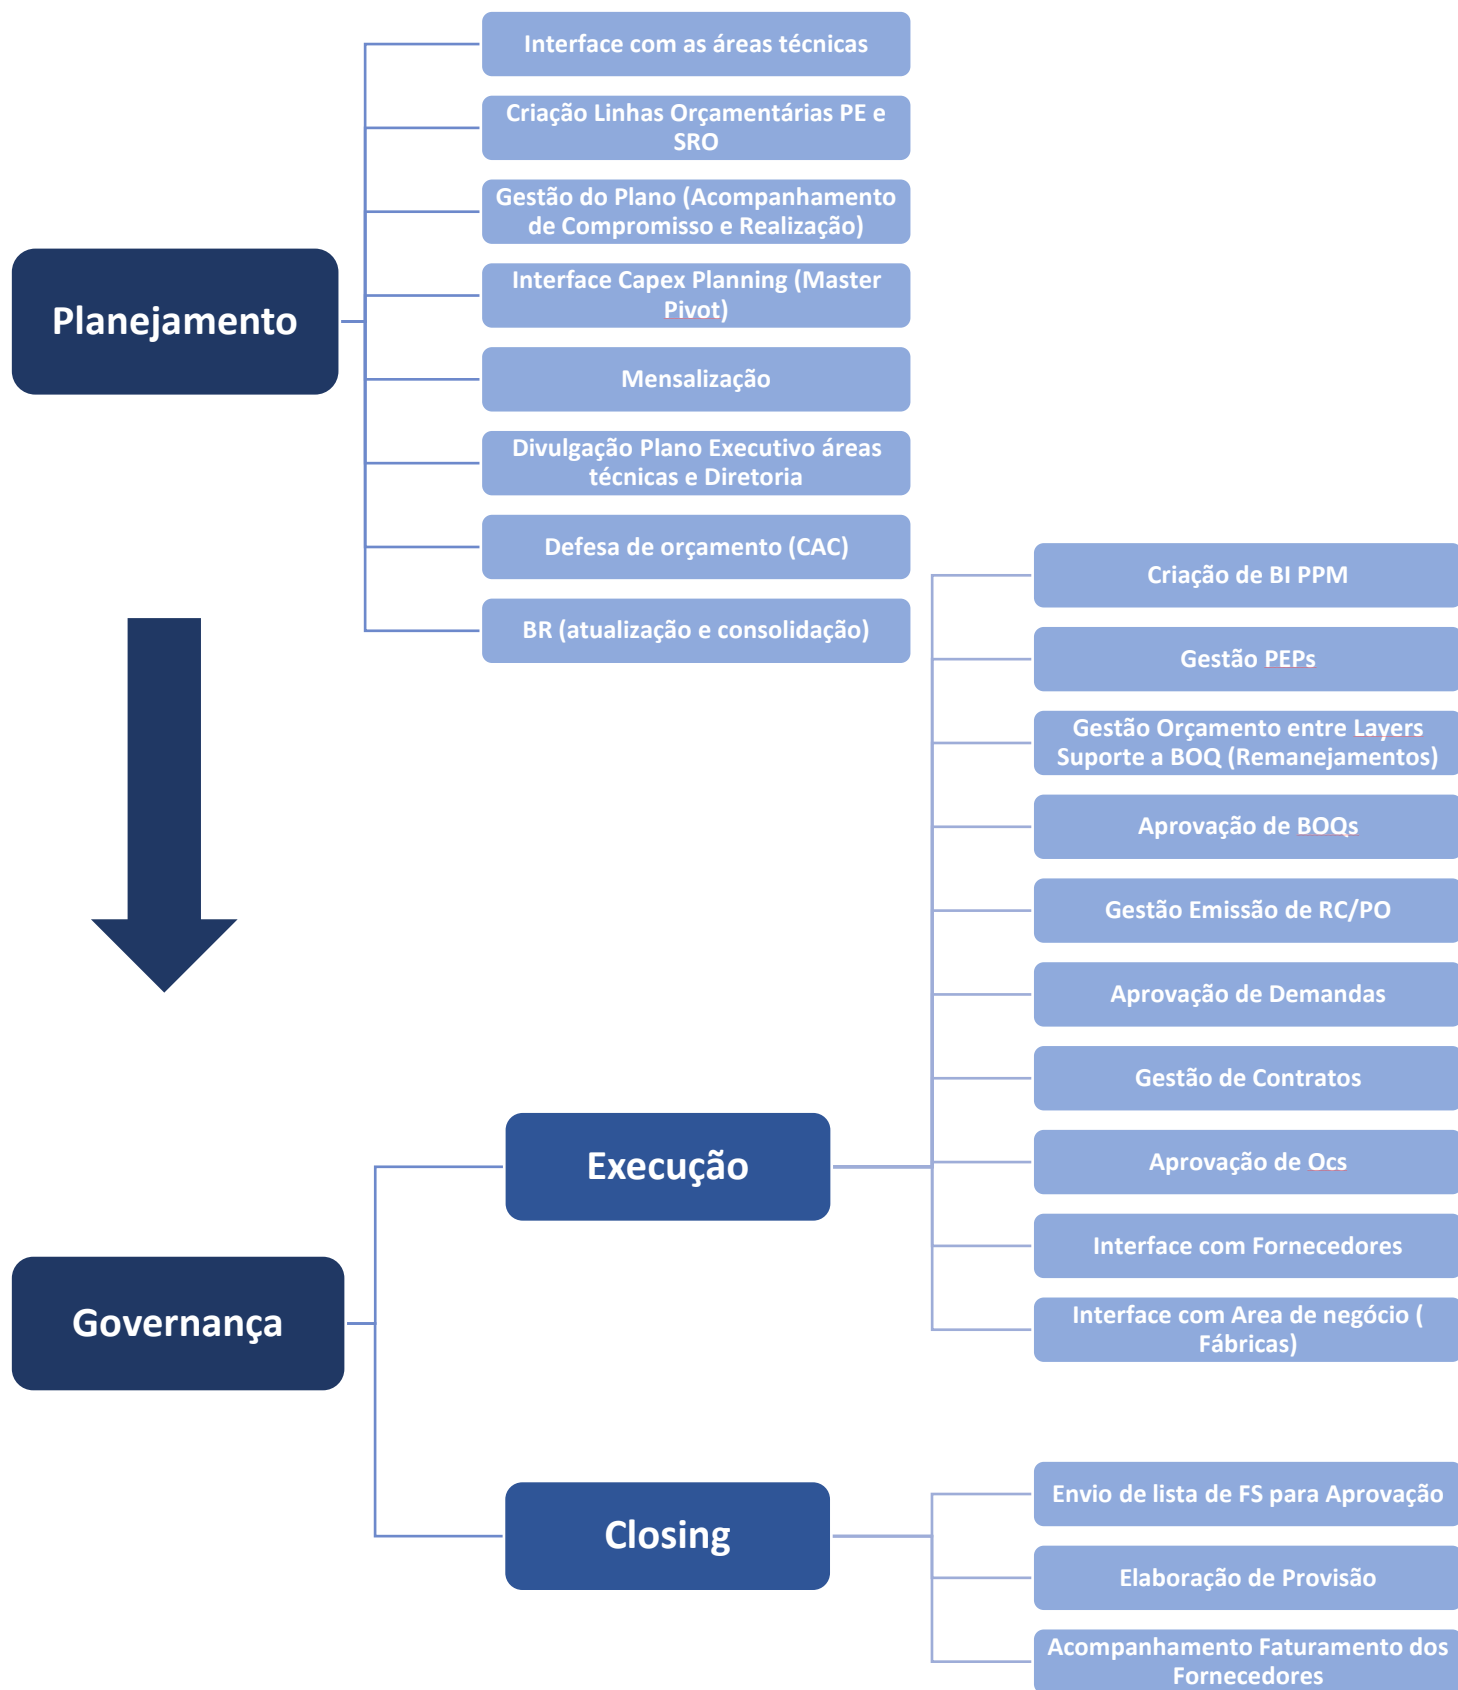 Planejamento
Interface com as áreas técnicas
Criação Linhas Orçamentárias PE e
SRO
Gestão do Plano (Acompanhamento
de Compromisso e Realização)
Interface Capex Planning (Master
Pivot)
Mensalização
Divulgação Plano Executivo áreas
técnicas e Diretoria
Defesa de orçamento (CAC)
BR (atualização e consolidação)
Governança
Execução
Criação de BI PPM
Gestão PEPs
Gestão Orçamento entre Layers
Suporte a BOQ (Remanejamentos)
Aprovação de BOQs
Gestão Emissão de RC/PO
Aprovação de Demandas
Gestão de Contratos
Aprovação de Ocs
Interface com Fornecedores
Interface com Area de negócio (
Fábricas)
Closing
Envio de lista de FS para Aprovação
Elaboração de Provisão
Acompanhamento Faturamento dos
Fornecedores